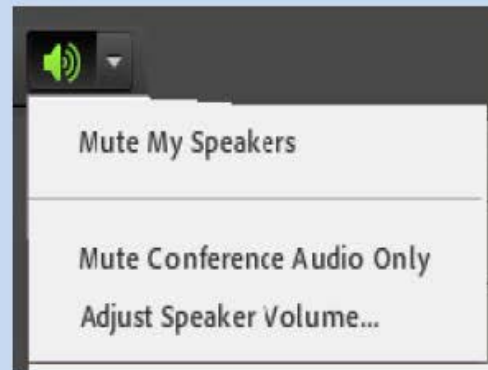 Mute My Speakers
Mute Conference Audio Only
Adjust Speaker Volume...